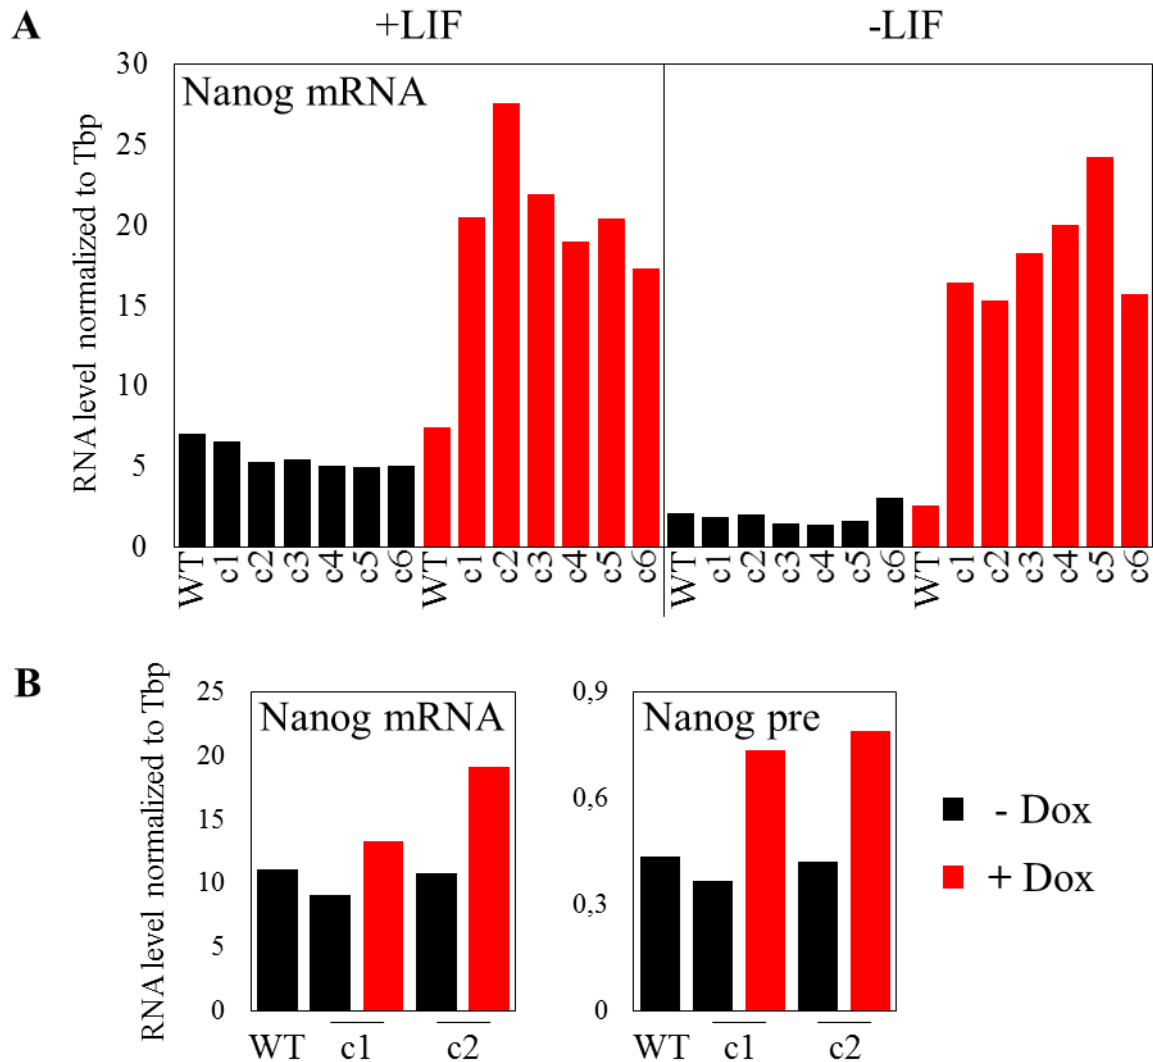 A
+LIF
-LIF
RNA level normalized to Tbp
30
25
20
15
10
5
0
Nanog mRNA
WT c1 c2 c3 c4 c5 c6 WT c1 c2 c3 c4 c5 c6 WT c1 c2 c3 c4 c5 c6 WT c1 c2 c3 c4 c5 c6
B
RNA level normalized to Tbp
25
20
15
10
5
0
Nanog mRNA
WT c1 c2
0,9
0,6
0,3
0
Nanog pre
WT c1 c2
- Dox
+ Dox